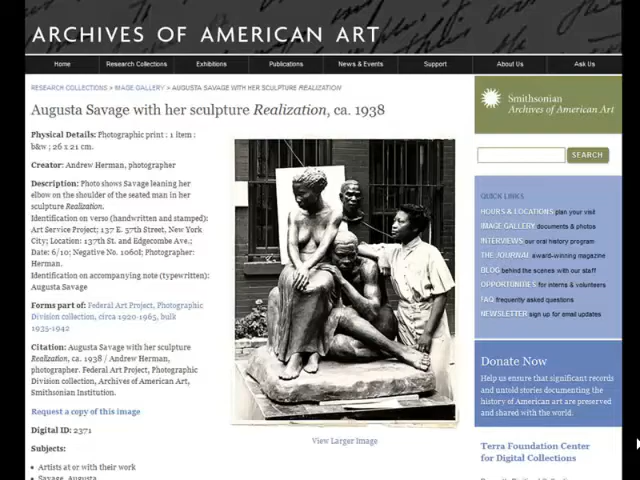 ARCHIVES OF AMERICAN ART
Home Research Collections Exhibitions Publications News & Events Support About Us Ask Us
RESEARCH COLLECTIONS > IMAGE GALLERY > AUGUSTA SAVAGE WITH HER SCULPTURE REALIZATION
Augusta Savage with her sculpture Realization, ca. 1938
Physical Details: Photographic print : 1 item :
b&w ; 26 x 21 cm.
Creator: Andrew Herman, photographer
Description: Photo shows Savage leaning her
elbow on the shoulder of the seated man in her
sculpture Realization.
Identification on verso (handwritten and stamped):
Art Service Project; 137 E. 57th Street, New York
City; Location: 137th St. and Edgecombe Ave.;
Date: 6/10; Negative No. 1060l; Photographer:
Herman.
Identification on accompanying note (typewritten):
Augusta Savage
Forms part of: Federal Art Project, Photographic
Division collection, circa 1920-1965, bulk
1935-1942
Citation: Augusta Savage with her sculpture
Realization, ca. 1938 / Andrew Herman,
photographer. Federal Art Project, Photographic
Division collection, Archives of American Art,
Smithsonian Institution.
Request a copy of this image
Digital ID: 2371
Subjects:
Artists at or with their work
Savage, Augusta
View Larger Image
Smithsonian
Archives of American Art
SEARCH
QUICK LINKS
HOURS & LOCATIONS plan your visit
IMAGE GALLERY documents & photos
INTERVIEWS our oral history program
THE JOURNAL award-winning magazine
BLOG behind the scenes with our staff
OPPORTUNITIES for interns & volunteers
FAQ frequently asked questions
NEWSLETTER sign up for email updates
Donate Now
Help us ensure that significant records
and untold stories documenting the
history of American art are preserved
and shared with the world.
Terra Foundation Center
for Digital Collections